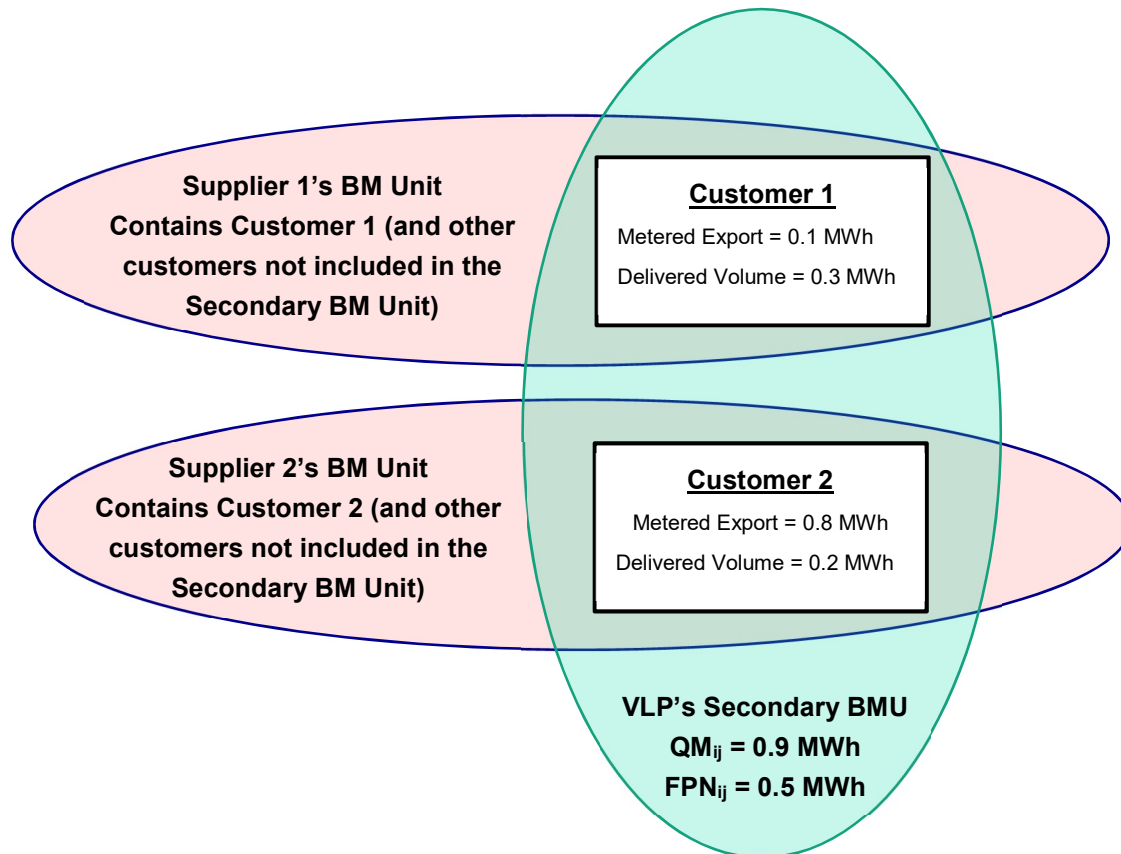 Supplier 1’s BM Unit
Contains Customer 1 (and other
customers not included in the
Secondary BM Unit)
Customer 1
Metered Export = 0.1 MWh
Delivered Volume = 0.3 MWh
Supplier 2’s BM Unit
Contains Customer 2 (and other
customers not included in the
Secondary BM Unit)
Customer 2
Metered Export = 0.8 MWh
Delivered Volume = 0.2 MWh
VLP’s Secondary BMU
QMij = 0.9 MWh
FPNij = 0.5 MWh